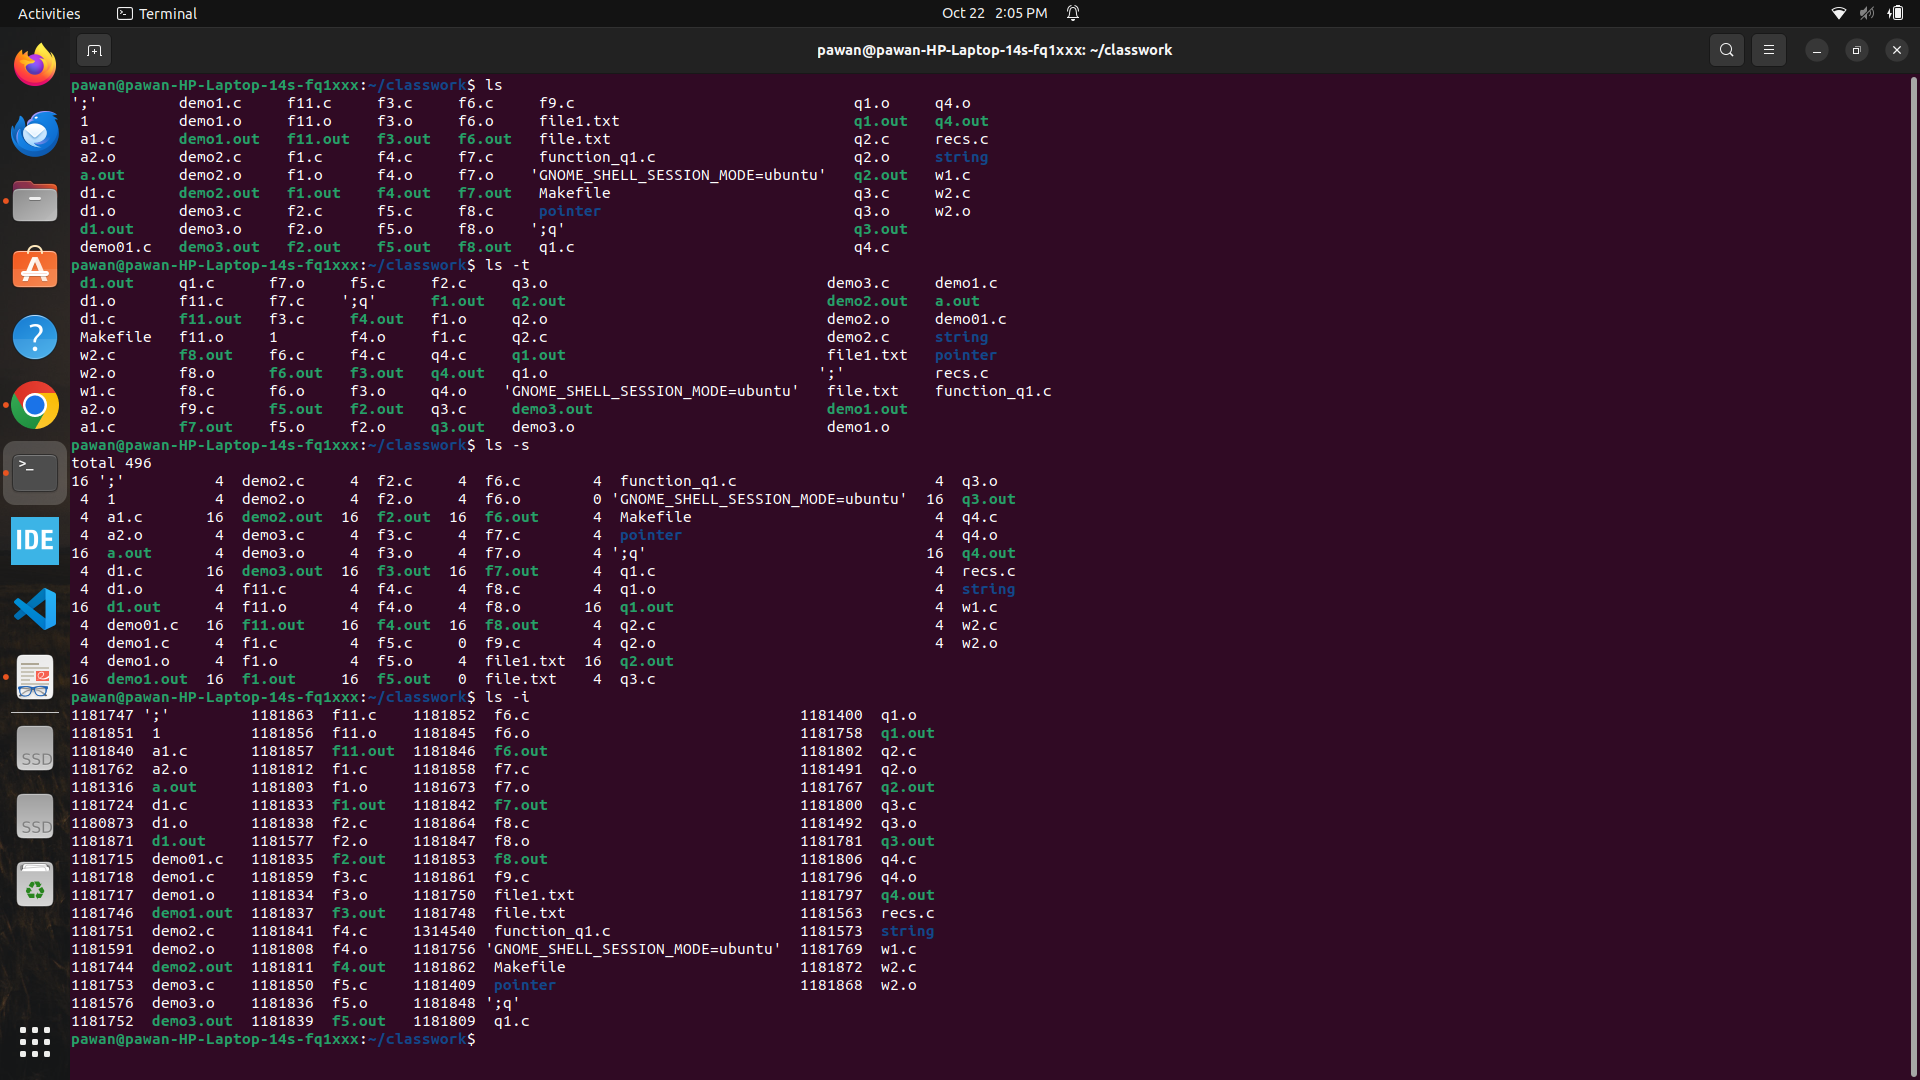 Activities Terminal Oct 22 2:05 PM
pawan@pawan-HP-Laptop-14s-fq1xxx: ~/classwork
pawan@pawan-HP-Laptop-14s-fq1xxx:~/classwork$ ls
';' demo1.c f11.c f3.c f6.c f9.c q1.o q4.o
1 demo1.o f11.o f3.o f6.o file1.txt q1.out q4.out
a1.c demo1.out f11.out f3.out f6.out file.txt q2.c recs.c
a2.o demo2.c f1.c f4.c f7.c function_q1.c q2.o string
a.out demo2.o f1.o f4.o f7.o 'GNOME_SHELL_SESSION_MODE=ubuntu' q2.out w1.c
d1.c demo2.out f1.out f4.out f7.out Makefile q3.c w2.c
d1.o demo3.c f2.c f5.c f8.c pointer q3.o w2.o
d1.out demo3.o f2.o f5.o f8.o ';q' q3.out
demo01.c demo3.out f2.out f5.out f8.out q1.c q4.c
pawan@pawan-HP-Laptop-14s-fq1xxx:~/classwork$ ls -t
d1.out q1.c f7.o f5.c f2.c q3.o demo3.c demo1.c
d1.o f11.c f7.c ';q' f1.out q2.out demo2.out a.out
d1.c f11.out f3.c f4.out f1.o q2.o demo2.o demo01.c
Makefile f11.o 1 f4.o f1.c q2.c demo2.c string
w2.c f8.out f6.c f4.c q4.c q1.out file1.txt pointer
w2.o f8.o f6.out f3.out q4.out q1.o ';' recs.c
w1.c f8.c f6.o f3.o q4.o 'GNOME_SHELL_SESSION_MODE=ubuntu' file.txt function_q1.c
a2.o f9.c f5.out f2.out q3.c demo3.out demo1.out
a1.c f7.out f5.o f2.o q3.out demo3.o demo1.o
pawan@pawan-HP-Laptop-14s-fq1xxx:~/classwork$ ls -s
total 496
16 ';' 4 demo2.c 4 f2.c 4 f6.c 4 function_q1.c 4 q3.o
4 1 4 demo2.o 4 f2.o 4 f6.o 0 'GNOME_SHELL_SESSION_MODE=ubuntu' 16 q3.out
4 a1.c 16 demo2.out 16 f2.out 16 f6.out 4 Makefile 4 q4.c
4 a2.o 4 demo3.c 4 f3.c 4 f7.c 4 pointer 4 q4.o
16 a.out 4 demo3.o 4 f3.o 4 f7.o 4 ';q' 16 q4.out
4 d1.c 16 demo3.out 16 f3.out 16 f7.out 4 q1.c 4 recs.c
4 d1.o 4 f11.c 4 f4.c 4 f8.c 4 q1.o 4 string
16 d1.out 4 f11.o 4 f4.o 4 f8.o 16 q1.out 4 w1.c
4 demo01.c 16 f11.out 16 f4.out 16 f8.out 4 q2.c 4 w2.c
4 demo1.c 4 f1.c 4 f5.c 0 f9.c 4 q2.o 4 w2.o
4 demo1.o 4 f1.o 4 f5.o 4 file1.txt 16 q2.out
16 demo1.out 16 f1.out 16 f5.out 0 file.txt 4 q3.c
pawan@pawan-HP-Laptop-14s-fq1xxx:~/classwork$ ls -i
1181747 ';' 1181863 f11.c 1181852 f6.c 1181400 q1.o
1181851 1 1181856 f11.o 1181845 f6.o 1181758 q1.out
1181840 a1.c 1181857 f11.out 1181846 f6.out 1181802 q2.c
1181762 a2.o 1181812 f1.c 1181858 f7.c 1181491 q2.o
1181316 a.out 1181803 f1.o 1181673 f7.o 1181767 q2.out
1181724 d1.c 1181833 f1.out 1181842 f7.out 1181800 q3.c
1180873 d1.o 1181838 f2.c 1181864 f8.c 1181492 q3.o
1181871 d1.out 1181577 f2.o 1181847 f8.o 1181781 q3.out
1181715 demo01.c 1181835 f2.out 1181853 f8.out 1181806 q4.c
1181718 demo1.c 1181859 f3.c 1181861 f9.c 1181796 q4.o
1181717 demo1.o 1181834 f3.o 1181750 file1.txt 1181797 q4.out
1181746 demo1.out 1181837 f3.out 1181748 file.txt 1181563 recs.c
1181751 demo2.c 1181841 f4.c 1314540 function_q1.c 1181573 string
1181591 demo2.o 1181808 f4.o 1181756 'GNOME_SHELL_SESSION_MODE=ubuntu' 1181769 w1.c
1181744 demo2.out 1181811 f4.out 1181862 Makefile 1181872 w2.c
1181753 demo3.c 1181850 f5.c 1181409 pointer 1181868 w2.o
1181576 demo3.o 1181836 f5.o 1181848 ';q'
1181752 demo3.out 1181839 f5.out 1181809 q1.c
pawan@pawan-HP-Laptop-14s-fq1xxx:~/classwork$
IDE
SSD
SSD